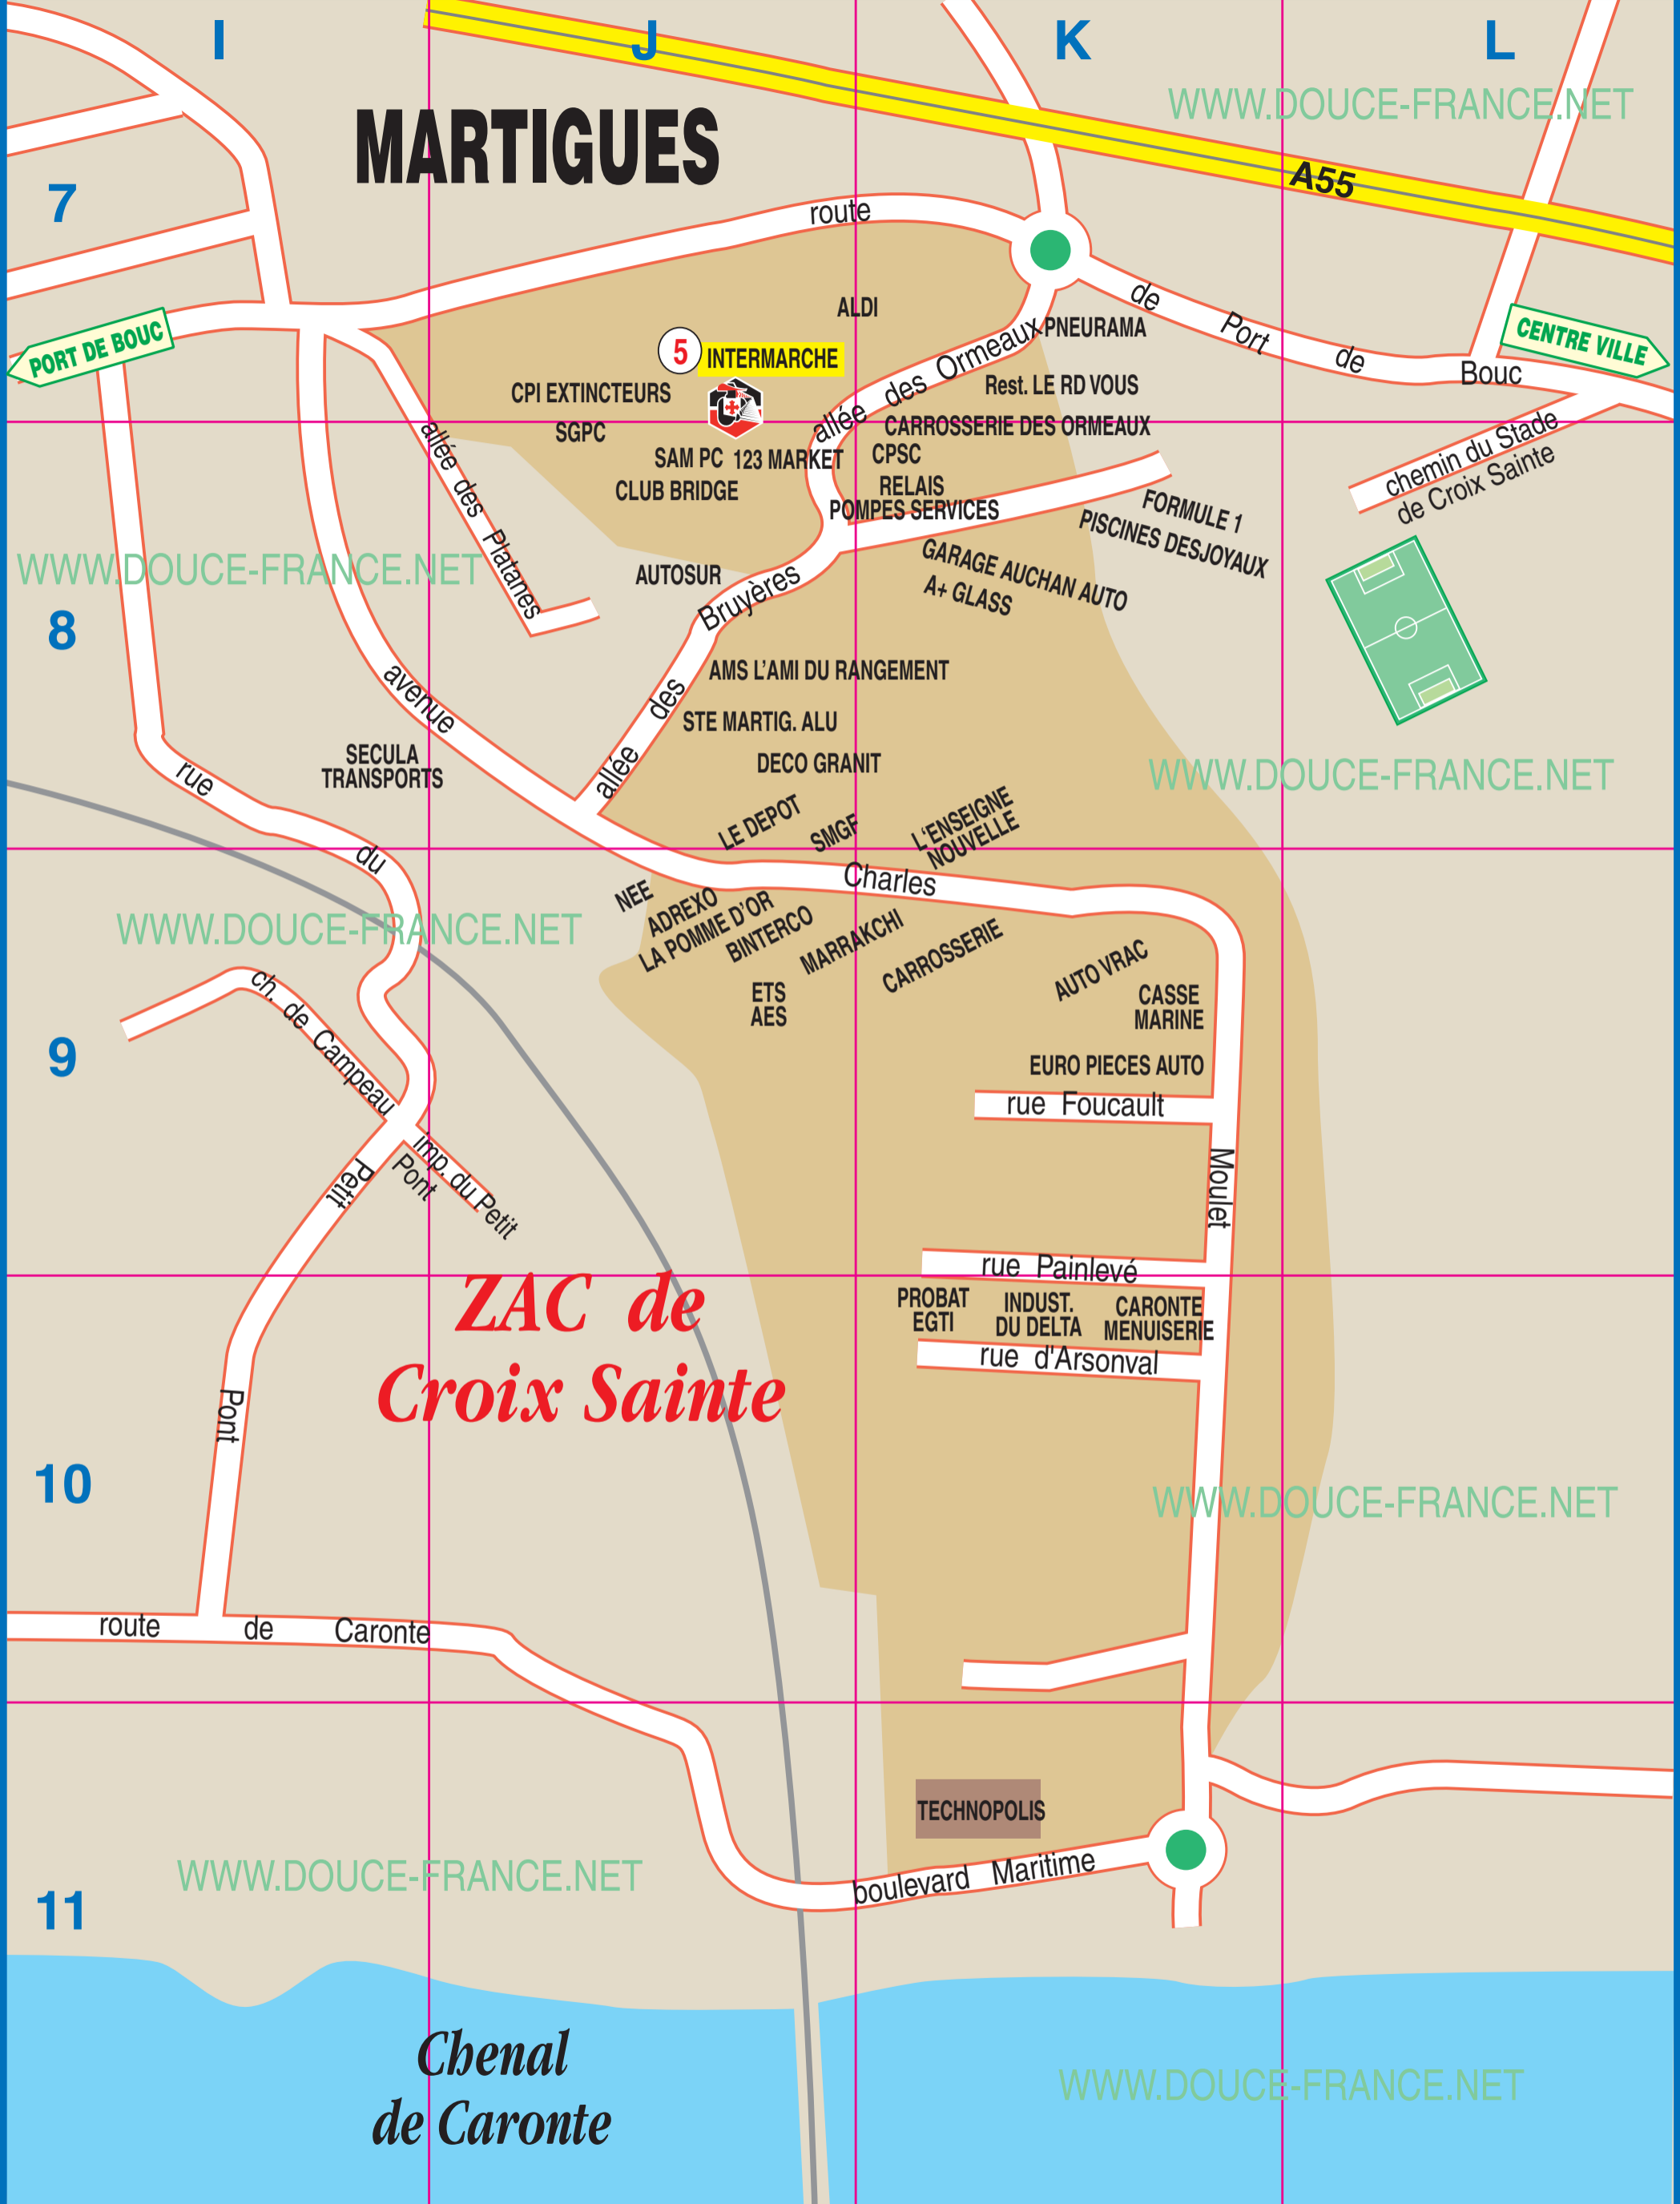 I
J
K
L
WWW.DOUCE-FRANCE.NET
MARTIGUES
A55
7
route
de
Port
de
Bouc
PORT DE BOUC
CENTRE VILLE
ALDI
PNEURAMA
5
INTERMARCHE
allée des Ormeaux
CPI EXTINCTEURS
Rest. LE RD VOUS
SGPC
CARROSSERIE DES ORMEAUX
SAM PC
123 MARKET
CPSC
CLUB BRIDGE
RELAIS
POMPES SERVICES
chemin du Stade
de Croix Sainte
allée des Platanes
FORMULE 1
PISCINES DESJOYAUX
WWW.DOUCE-FRANCE.NET
AUTOSUR
GARAGE AUCHAN AUTO
A+ GLASS
8
allée des Bruyères
AMS L'AMI DU RANGEMENT
STE MARTIG. ALU
DECO GRANIT
avenue
SECULA
TRANSPORTS
WWW.DOUCE-FRANCE.NET
rue
du
LE DEPOT
SMGF
L'ENSEIGNE
NOUVELLE
Charles
NEE
ADREXO
LA POMME D'OR
BINTERCO
MARRAKCHI
CARROSSERIE
AUTO VRAC
WWW.DOUCE-FRANCE.NET
ETS
AES
CASSE
MARINE
9
ch. de Campeau
EURO PIECES AUTO
rue Foucault
Moulet
imp. du Petit
Pont
Petit
rue Painlevé
ZAC de
Croix Sainte
PROBAT
EGTI
INDUST.
DU DELTA
CARONTE
MENUISERIE
rue d'Arsonval
Pont
10
WWW.DOUCE-FRANCE.NET
route de Caronte
TECHNOPOLIS
WWW.DOUCE-FRANCE.NET
boulevard Maritime
11
Chenal
de Caronte
WWW.DOUCE-FRANCE.NET